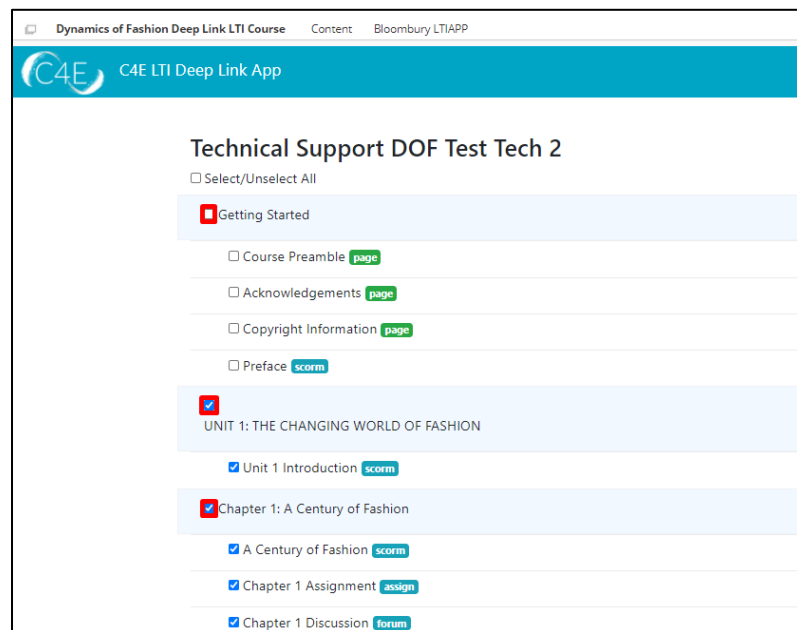 Dynamics of Fashion Deep Link LTI Course Content Bloombury LTIAPP
C4E C4E LTI Deep Link App
Technical Support DOF Test Tech 2
Select/Unselect All
Getting Started
Course Preamble page
Acknowledgements page
Copyright Information page
Preface scorm
UNIT 1: THE CHANGING WORLD OF FASHION
Unit 1 Introduction scorm
Chapter 1: A Century of Fashion
A Century of Fashion scorm
Chapter 1 Assignment assign
Chapter 1 Discussion forum